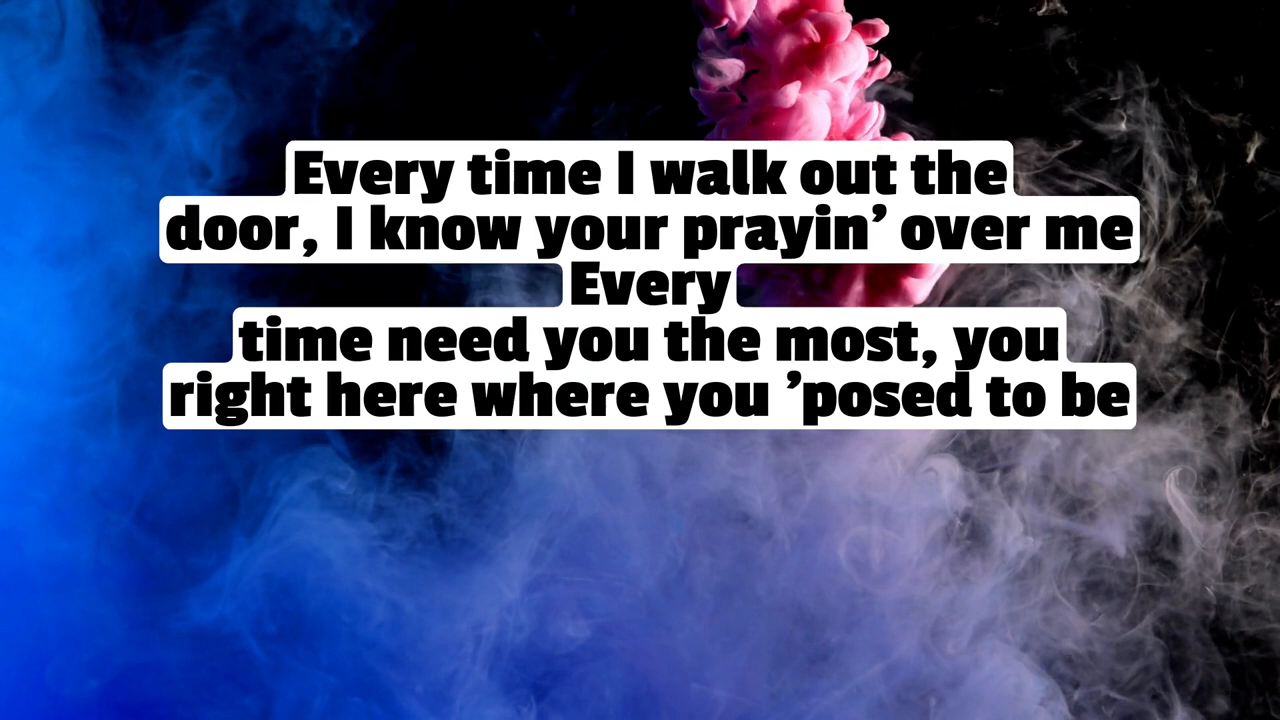 Every time I walk out the
door, I know your prayin’ over me
Every
time need you the most, you
right here where you ’posed to be